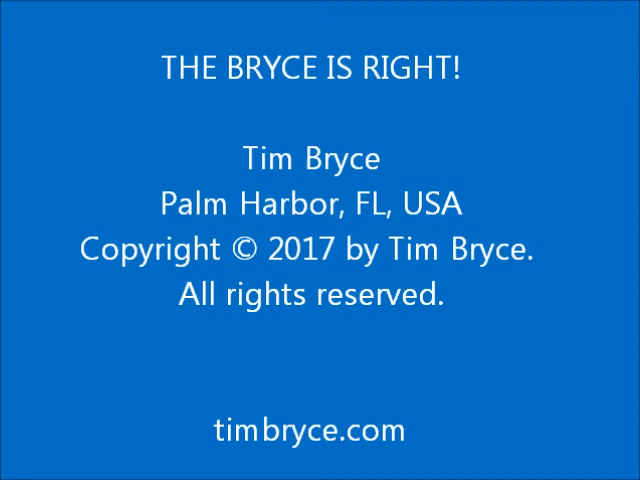 THE BRYCE IS RIGHT!
Tim Bryce
Palm Harbor, FL, USA
Copyright © 2017 by Tim Bryce.
All rights reserved.
timbryce.com